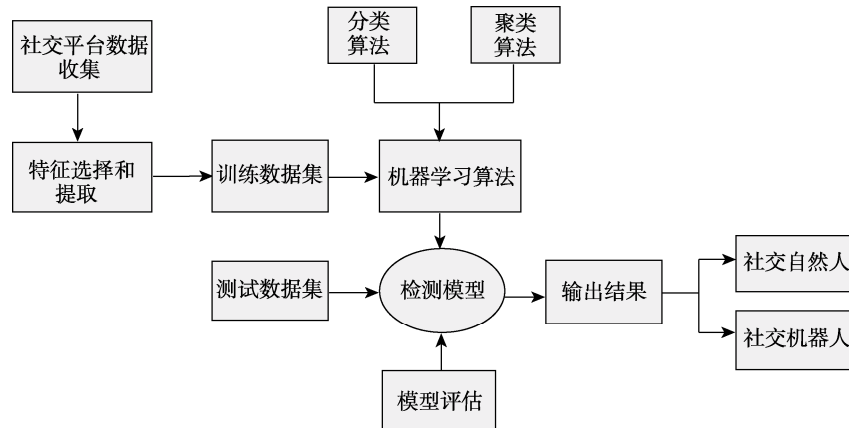 社交平台数据
收集
分类
算法
聚类
算法
特征选择和
提取
训练数据集
机器学习算法
测试数据集
检测模型
输出结果
社交自然人
社交机器人
模型评估